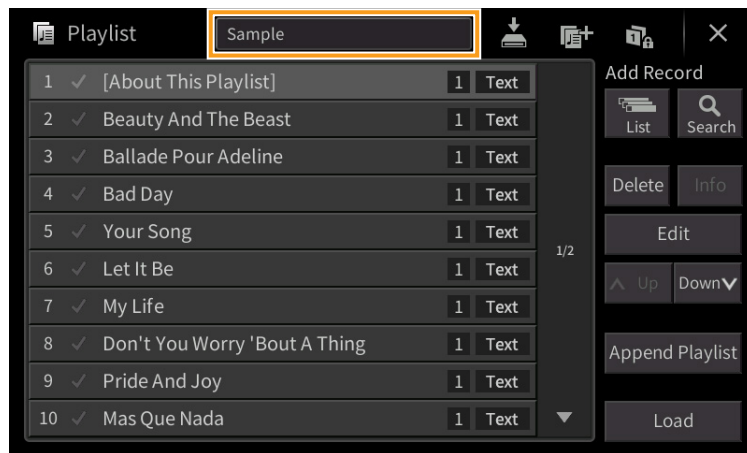 Playlist Sample
1 [About This Playlist] 1 Text
2 Beauty And The Beast 1 Text
3 Ballade Pour Adeline 1 Text
4 Bad Day 1 Text
5 Your Song 1 Text
6 Let It Be 1 Text
7 My Life 1 Text
8 Don't You Worry 'Bout A Thing 1 Text
9 Pride And Joy 1 Text
10 Mas Que Nada 1 Text
1/2
Add Record
List Search
Delete Info
Edit
Up Down
Append Playlist
Load